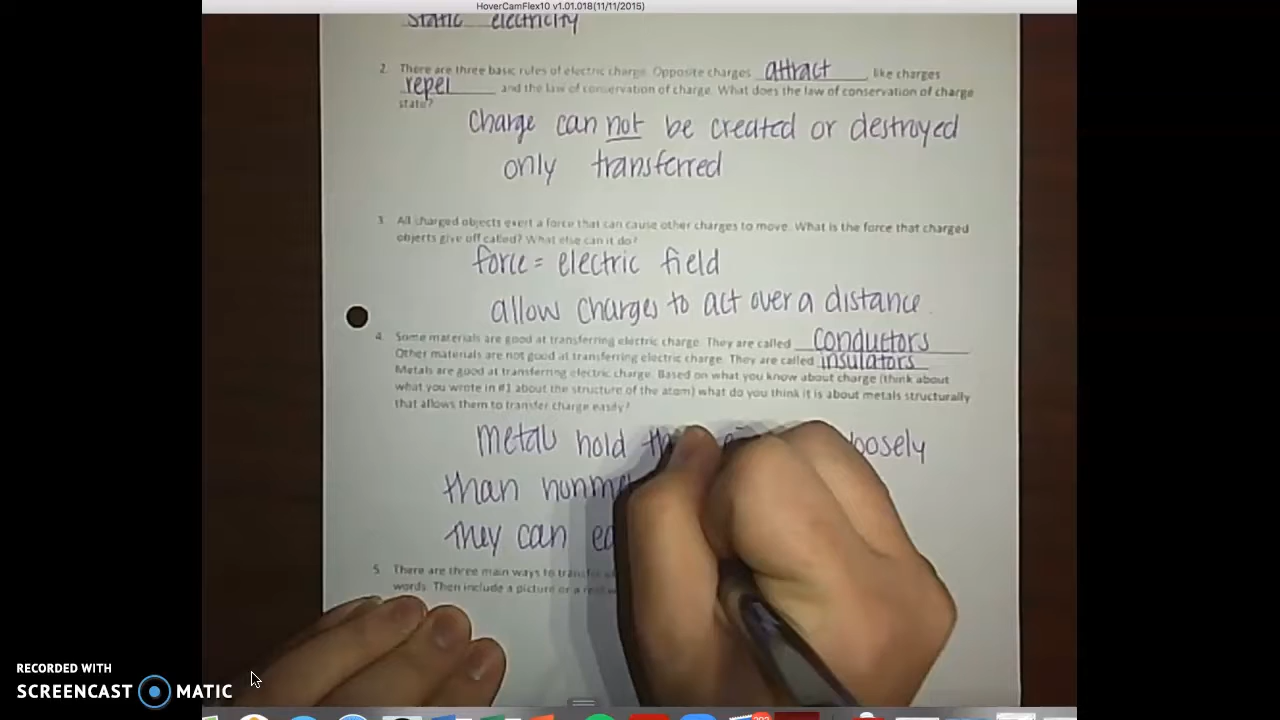 HoverCamFlex10 v1.01.018(11/11/2015)
static electricity
2. There are three basic rules of electric charge. Opposite charges attract like charges
repel and the law of conservation of charge. What does the law of conservation of charge
state?
Charge can not be created or destroyed
only transferred
3. All charged objects exert a force that can cause other charges to move. What is the force that charged
objects give off called? What else can it do?
force = electric field
allow charges to act over a distance
4. Some materials are good at transferring electric charge. They are called conductors
Other materials are not good at transferring electric charge. They are called insulators
Metals are good at transferring electric charge. Based on what you know about charge (think about
what you wrote in #1 about the structure of the atom) what do you think it is about metals structurally
that allows them to transfer charge easily?
metals hold loosely
than
they can
5. There are three main ways to
words. Then include a picture or a
RECORDED WITH
SCREENCAST MATIC